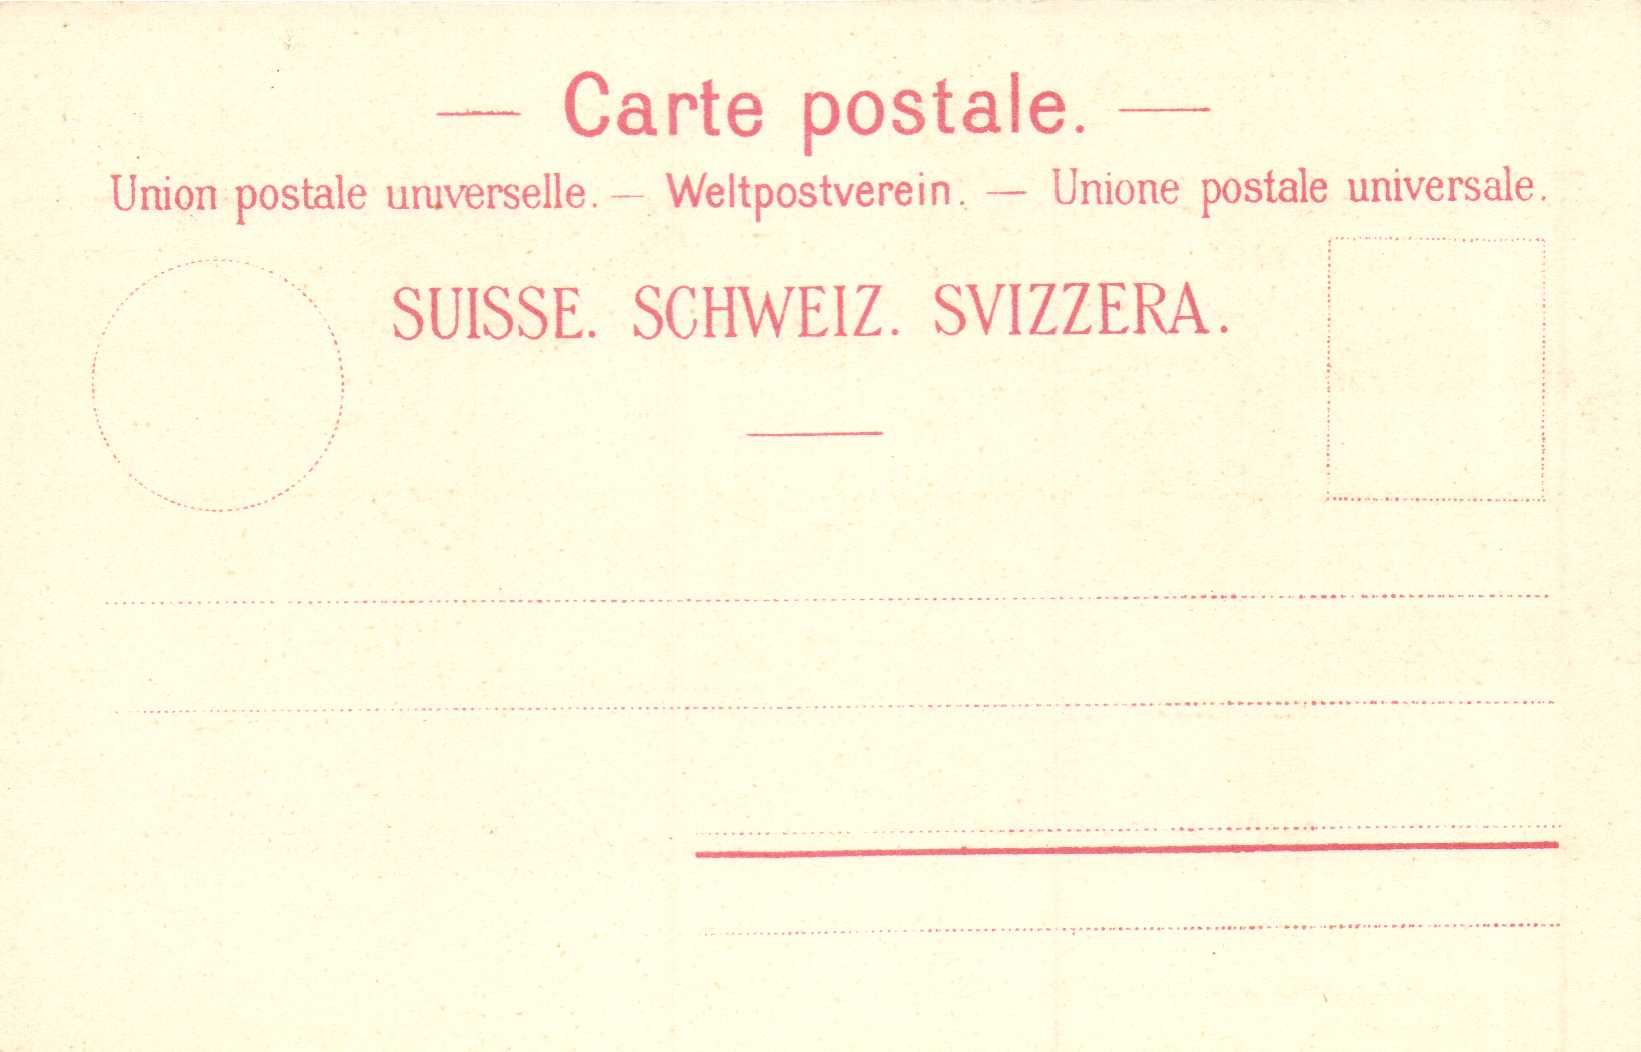 — Carte postale. —
Union postale universelle. — Weltpostverein. — Unione postale universale.
SUISSE. SCHWEIZ. SVIZZERA.